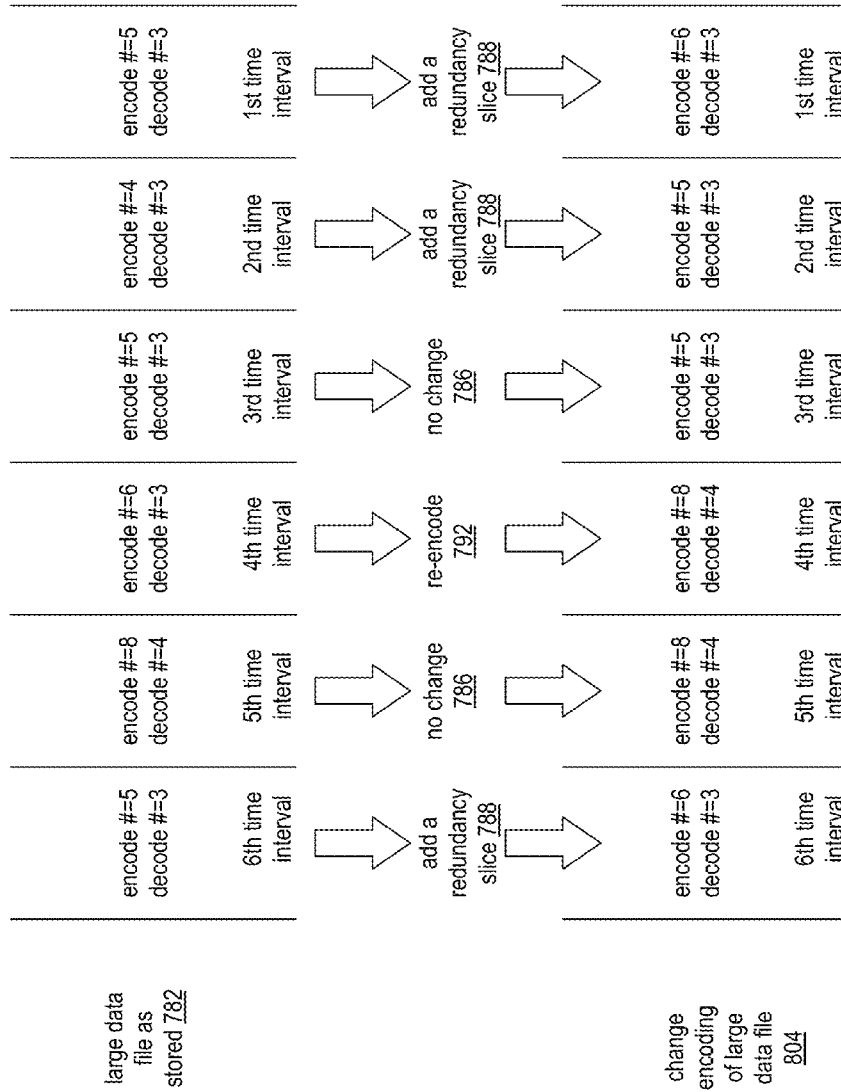 large data
file as
stored 782
encode #=5
decode #=3
6th time
interval
encode #=8
decode #=4
5th time
interval
encode #=6
decode #=3
4th time
interval
encode #=5
decode #=3
3rd time
interval
encode #=4
decode #=3
2nd time
interval
encode #=5
decode #=3
1st time
interval
add a
redundancy
slice 788
no change
786
re-encode
792
no change
786
add a
redundancy
slice 788
add a
redundancy
slice 788
change
encoding
of large
data file
804
encode #=6
decode #=3
6th time
interval
encode #=8
decode #=4
5th time
interval
encode #=8
decode #=4
4th time
interval
encode #=5
decode #=3
3rd time
interval
encode #=5
decode #=3
2nd time
interval
encode #=6
decode #=3
1st time
interval